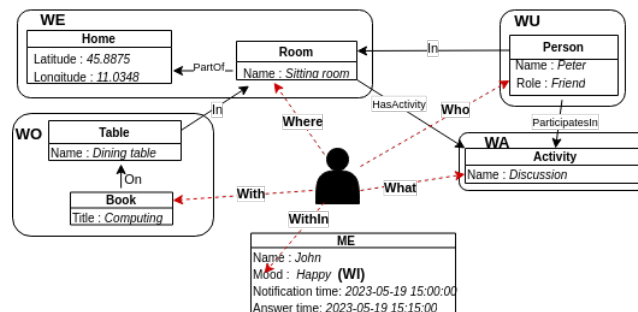 WE
Home
Latitude : 45.8875
Longitude : 11.0348
PartOf
Room
Name : Sitting room
In
WU
Person
Name : Peter
Role : Friend
HasActivity
Who
ParticipatesIn
Where
In
WO
Table
Name : Dining table
On
Book
Title : Computing
With
What
WA
Activity
Name : Discussion
WithIn
ME
Name : John
Mood : Happy (WI)
Notification time: 2023-05-19 15:00:00
Answer time: 2023-05-19 15:15:00